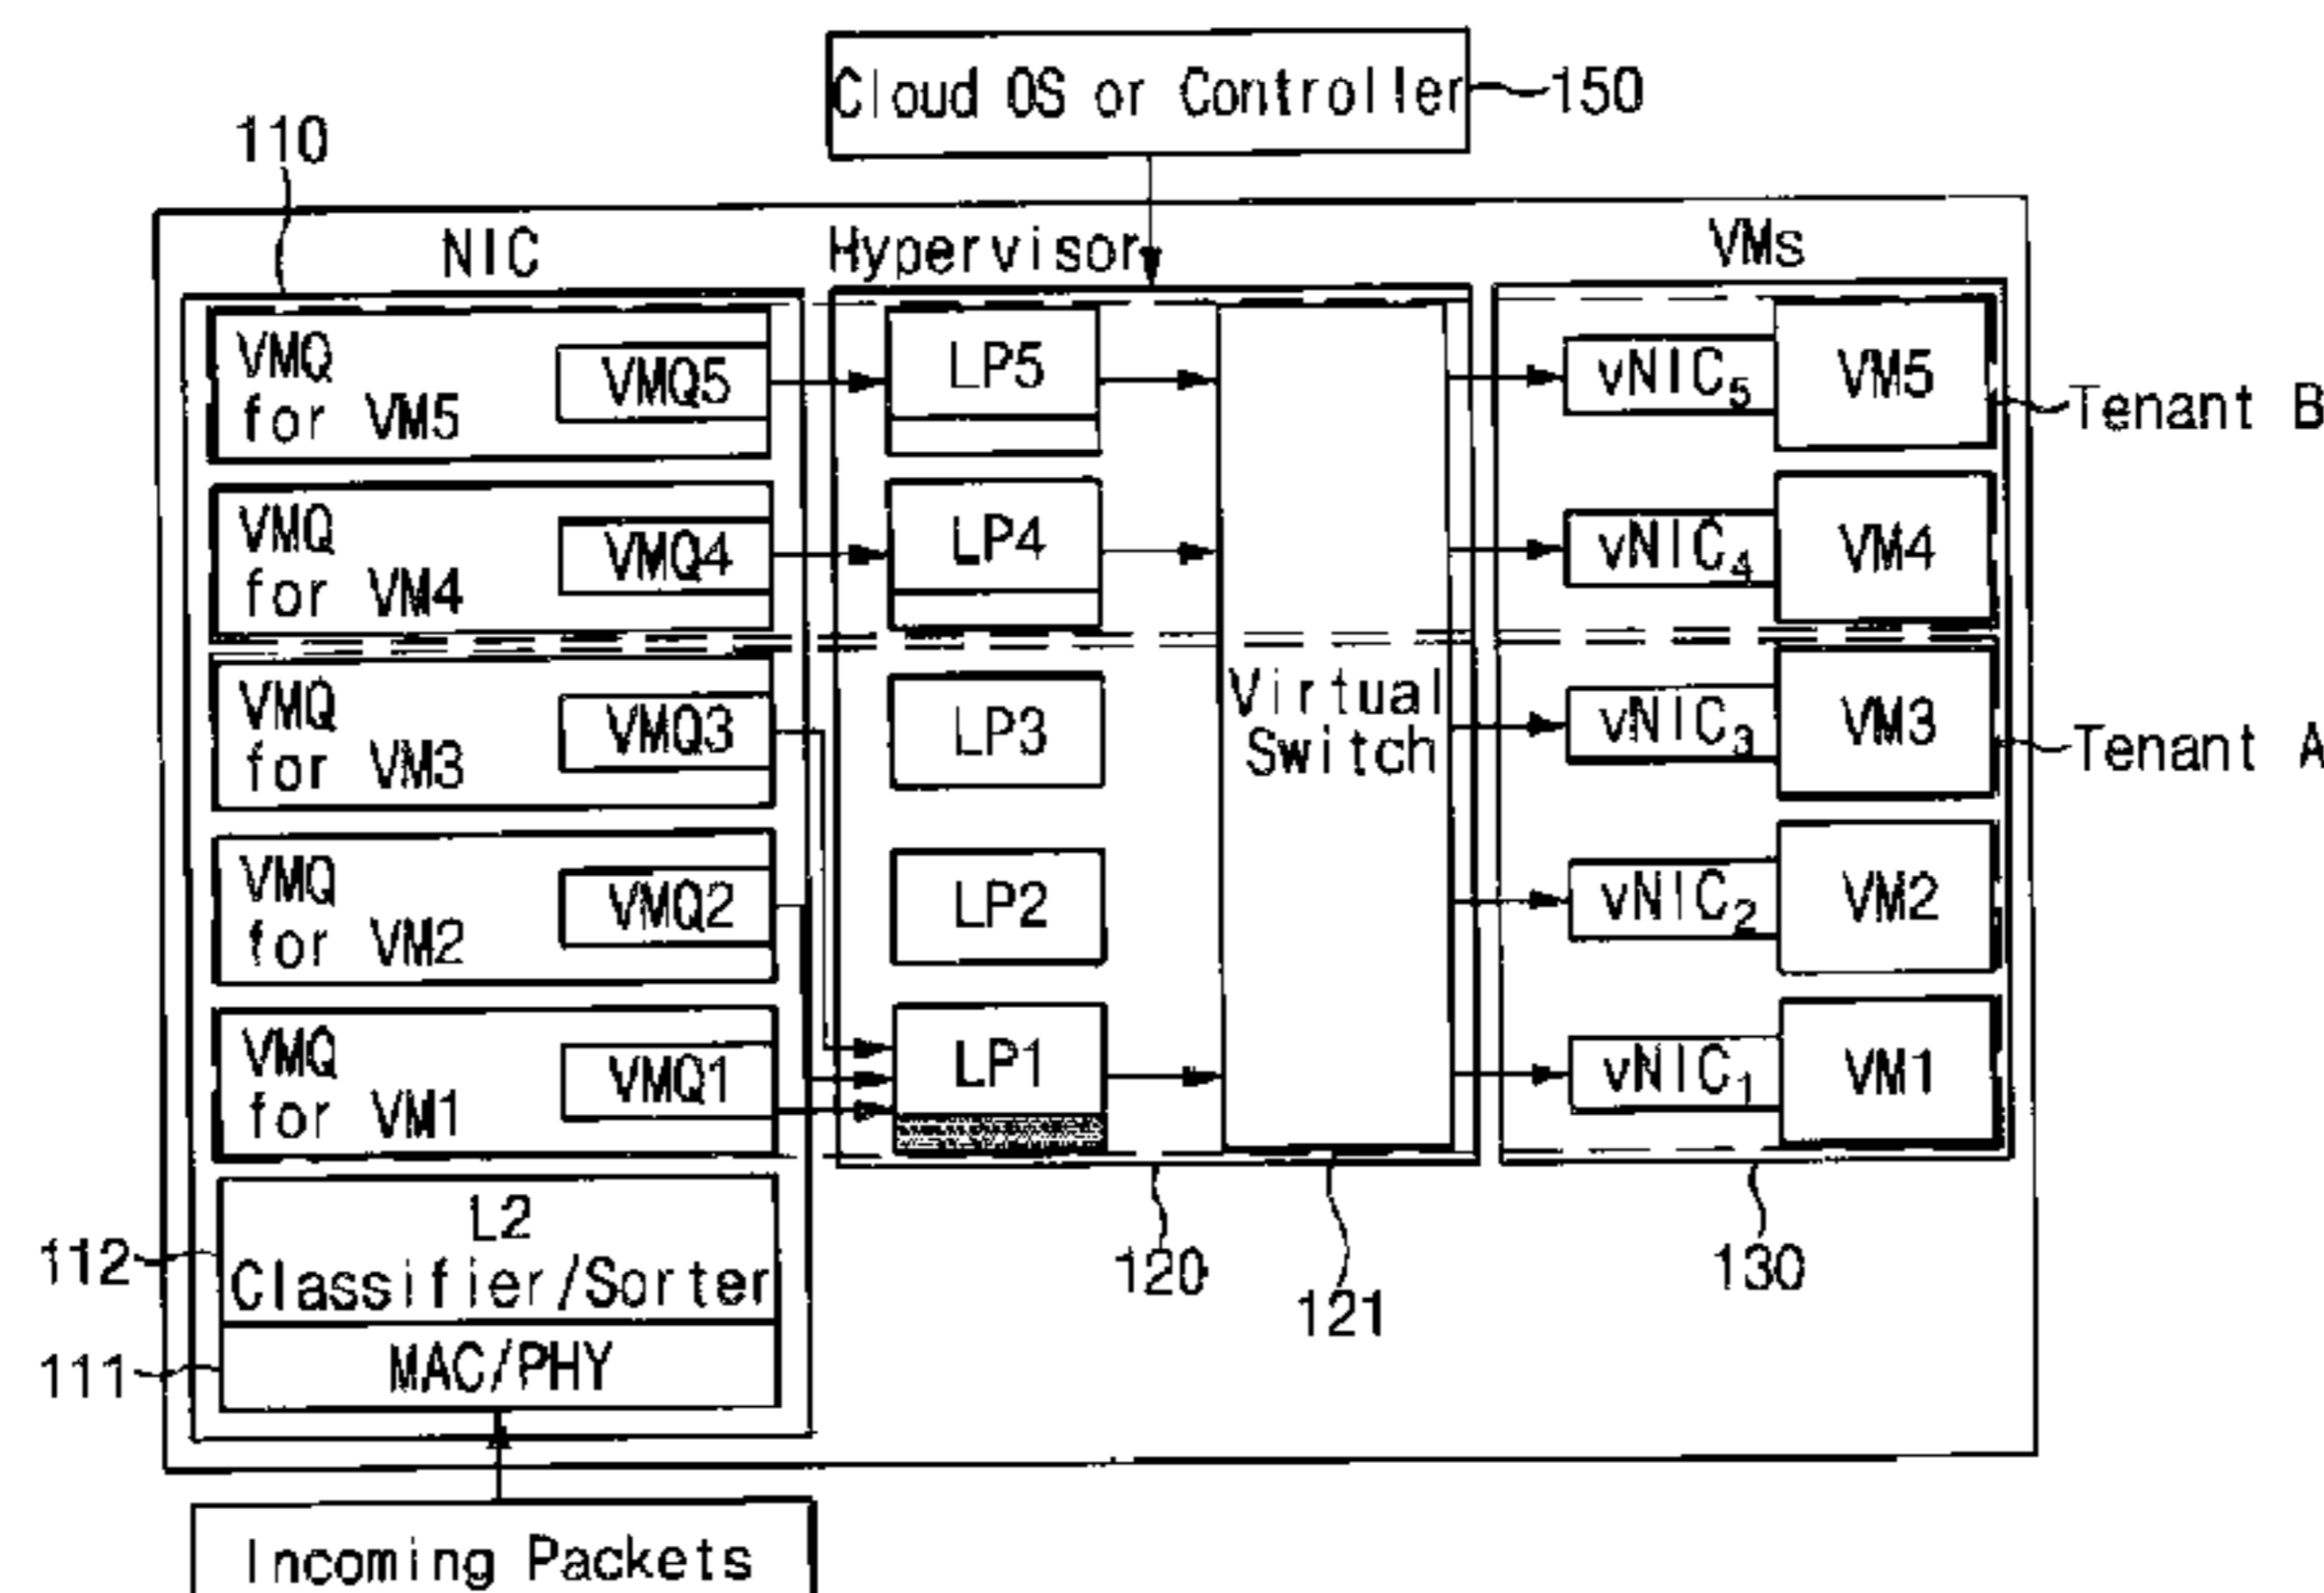 Cloud OS or Controller
150
110
NIC
Hypervisor
VMs
VMQ
for VM5
VMQ5
LP5
vNIC5
VM5
Tenant B
VMQ
for VM4
VMQ4
LP4
vNIC4
VM4
VMQ
for VM3
VMQ3
LP3
Virtual
Switch
vNIC3
VM3
Tenant A
VMQ
for VM2
VMQ2
LP2
vNIC2
VM2
VMQ
for VM1
VMQ1
LP1
vNIC1
VM1
L2
Classifier/Sorter
112
MAC/PHY
111
120
121
130
Incoming Packets